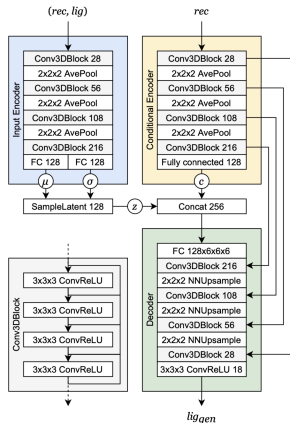 (rec, lig)
rec
Input Encoder
Conv3DBlock 28
2x2x2 AvePool
Conv3DBlock 56
2x2x2 AvePool
Conv3DBlock 108
2x2x2 AvePool
Conv3DBlock 216
FC 128 FC 128
μ
σ
SampleLatent 128
z
Conditional Encoder
Conv3DBlock 28
2x2x2 AvePool
Conv3DBlock 56
2x2x2 AvePool
Conv3DBlock 108
2x2x2 AvePool
Conv3DBlock 216
Fully connected 128
c
Concat 256
Conv3DBlock
3x3x3 ConvReLU
3x3x3 ConvReLU
3x3x3 ConvReLU
3x3x3 ConvReLU
Decoder
FC 128x6x6x6
Conv3DBlock 216
2x2x2 NNUpsample
Conv3DBlock 108
2x2x2 NNUpsample
Conv3DBlock 56
2x2x2 NNUpsample
Conv3DBlock 28
3x3x3 ConvReLU 18
lig_gen